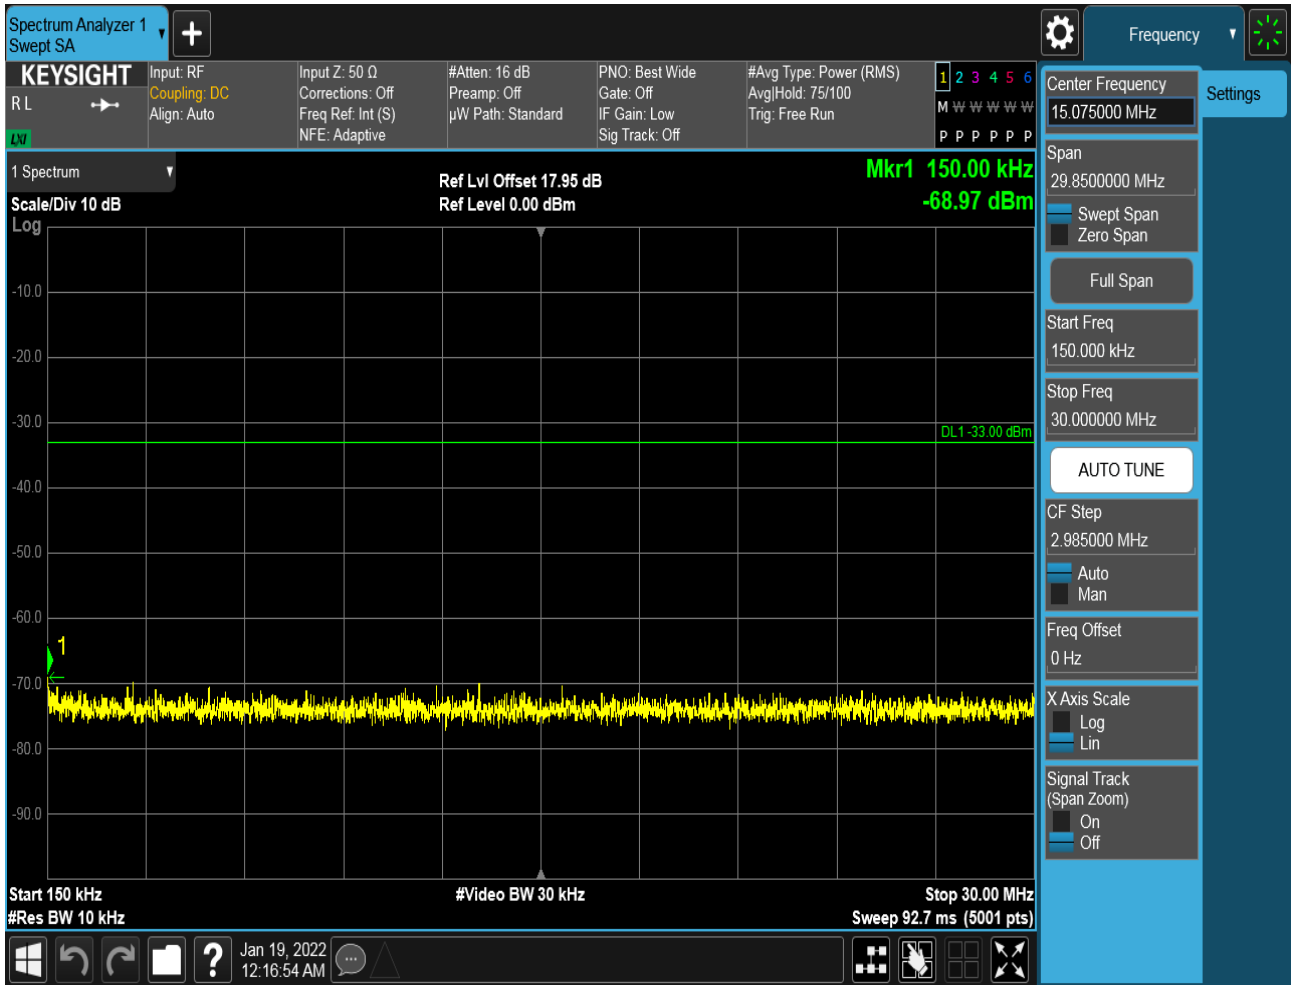 Spectrum Analyzer 1
Swept SA
Frequency
KEYSIGHT
R L
LXI
Input: RF
Coupling: DC
Align: Auto
Input Z: 50 Ω
Corrections: Off
Freq Ref: Int (S)
NFE: Adaptive
#Atten: 16 dB
Preamp: Off
µW Path: Standard
PNO: Best Wide
Gate: Off
IF Gain: Low
Sig Track: Off
#Avg Type: Power (RMS)
Avg|Hold: 75/100
Trig: Free Run
1 2 3 4 5 6
M W W W W W
P P P P P P
1 Spectrum
Scale/Div 10 dB
Log
Ref Lvl Offset 17.95 dB
Ref Level 0.00 dBm
Mkr1 150.00 kHz
-68.97 dBm
-10.0
-20.0
-30.0
DL1 -33.00 dBm
-40.0
-50.0
-60.0
1
-70.0
-80.0
-90.0
Start 150 kHz
#Res BW 10 kHz
#Video BW 30 kHz
Stop 30.00 MHz
Sweep 92.7 ms (5001 pts)
Center Frequency
15.075000 MHz
Settings
Span
29.8500000 MHz
Swept Span
Zero Span
Full Span
Start Freq
150.000 kHz
Stop Freq
30.000000 MHz
AUTO TUNE
CF Step
2.985000 MHz
Auto
Man
Freq Offset
0 Hz
X Axis Scale
Log
Lin
Signal Track
(Span Zoom)
On
Off
?
Jan 19, 2022
12:16:54 AM